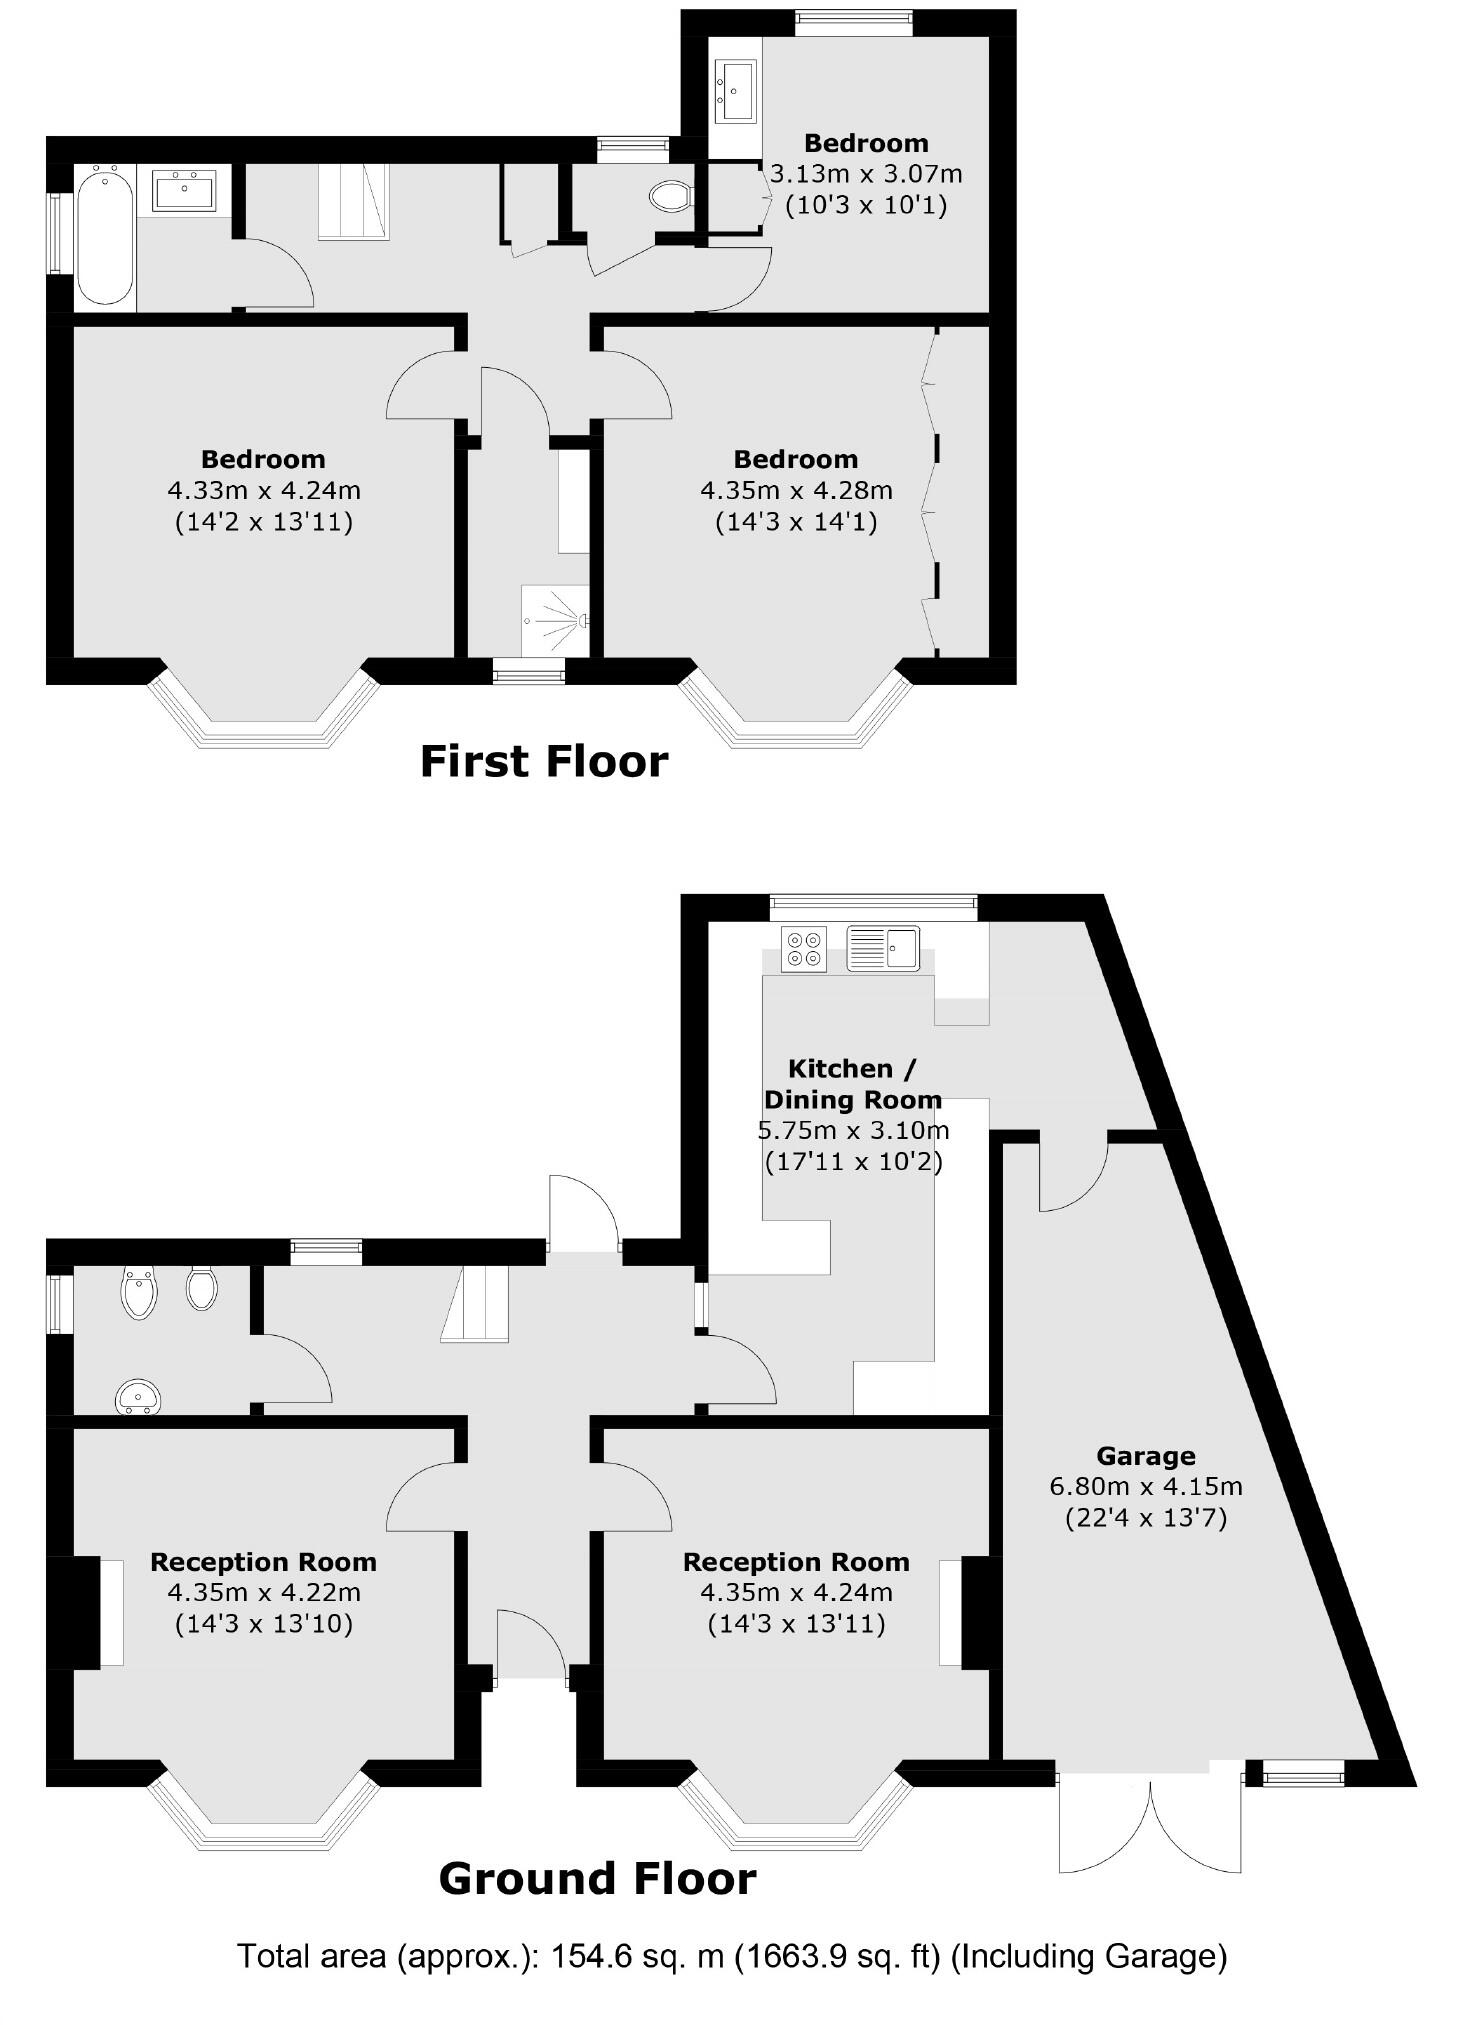 Bedroom
3.13m x 3.07m
(10'3 x 10'1)
Bedroom
4.33m x 4.24m
(14'2 x 13'11)
Bedroom
4.35m x 4.28m
(14'3 x 14'1)
First Floor
Kitchen /
Dining Room
5.75m x 3.10m
(17'11 x 10'2)
Garage
6.80m x 4.15m
(22'4 x 13'7)
Reception Room
4.35m x 4.22m
(14'3 x 13'10)
Reception Room
4.35m x 4.24m
(14'3 x 13'11)
Ground Floor
Total area (approx.): 154.6 sq. m (1663.9 sq. ft) (Including Garage)